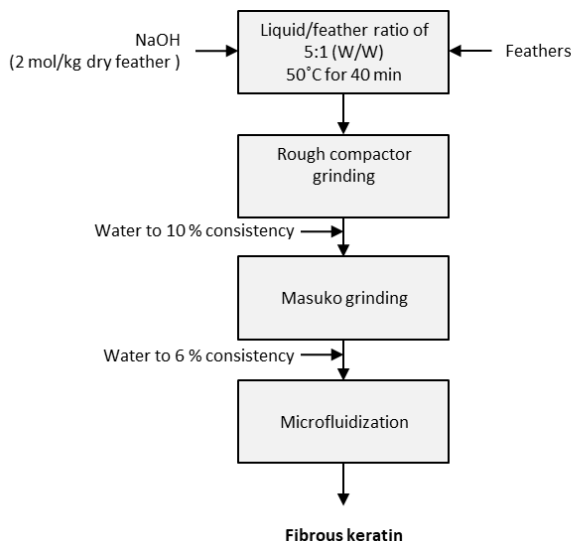 NaOH
(2 mol/kg dry feather )
Liquid/feather ratio of
5:1 (W/W)
50˚C for 40 min
Feathers
Rough compactor
grinding
Water to 10 % consistency
Masuko grinding
Water to 6 % consistency
Microfluidization
Fibrous keratin